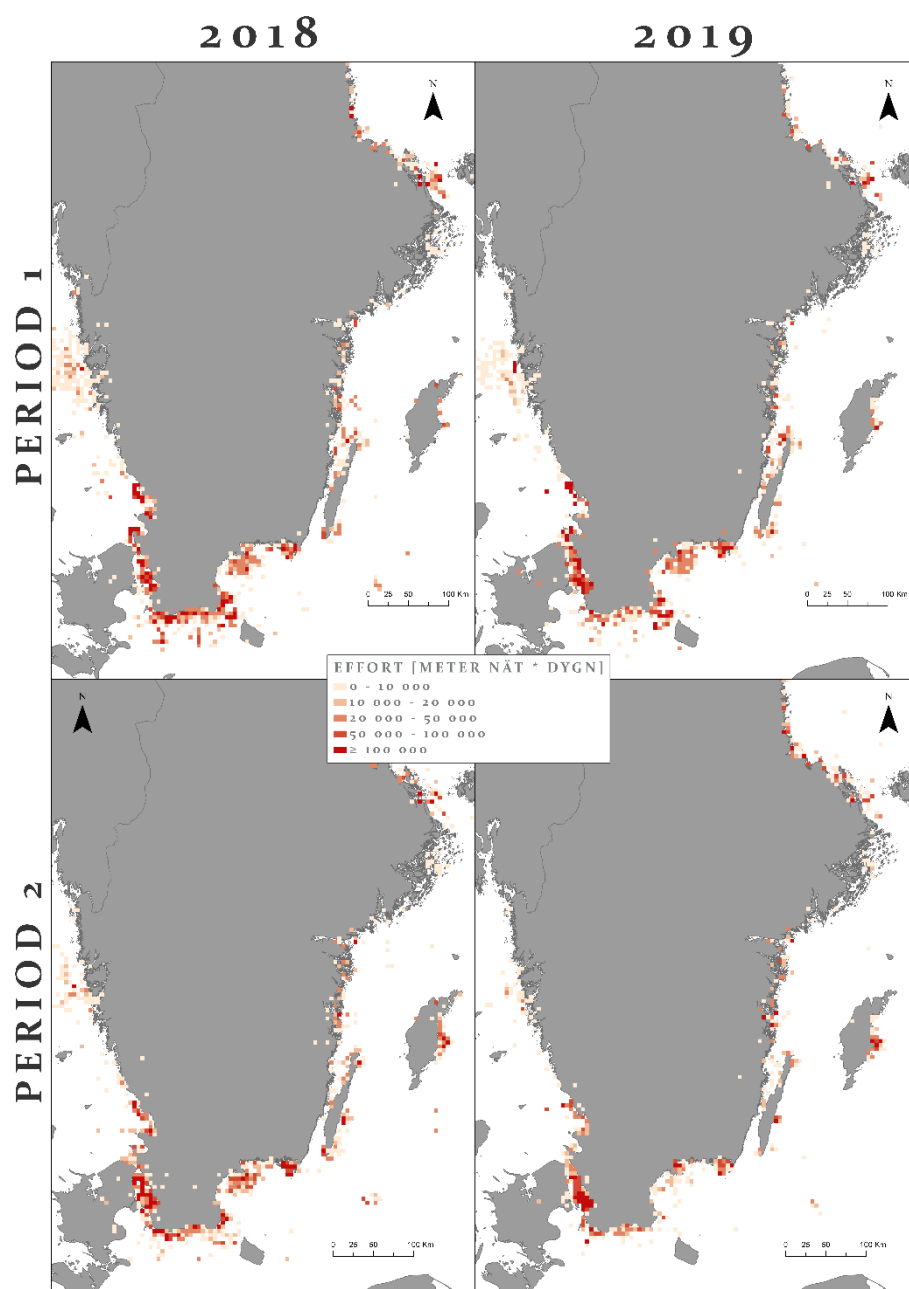 2018
2019
PERIOD 1
N
N
0 25 50 100 Km
0 25 50 100 Km
EFFORT [METER NÄT * DYGN]
0 - 10 000
10 000 - 20 000
20 000 - 50 000
50 000 - 100 000
≥ 100 000
PERIOD 2
N
N
0 25 50 100 Km
0 25 50 100 Km